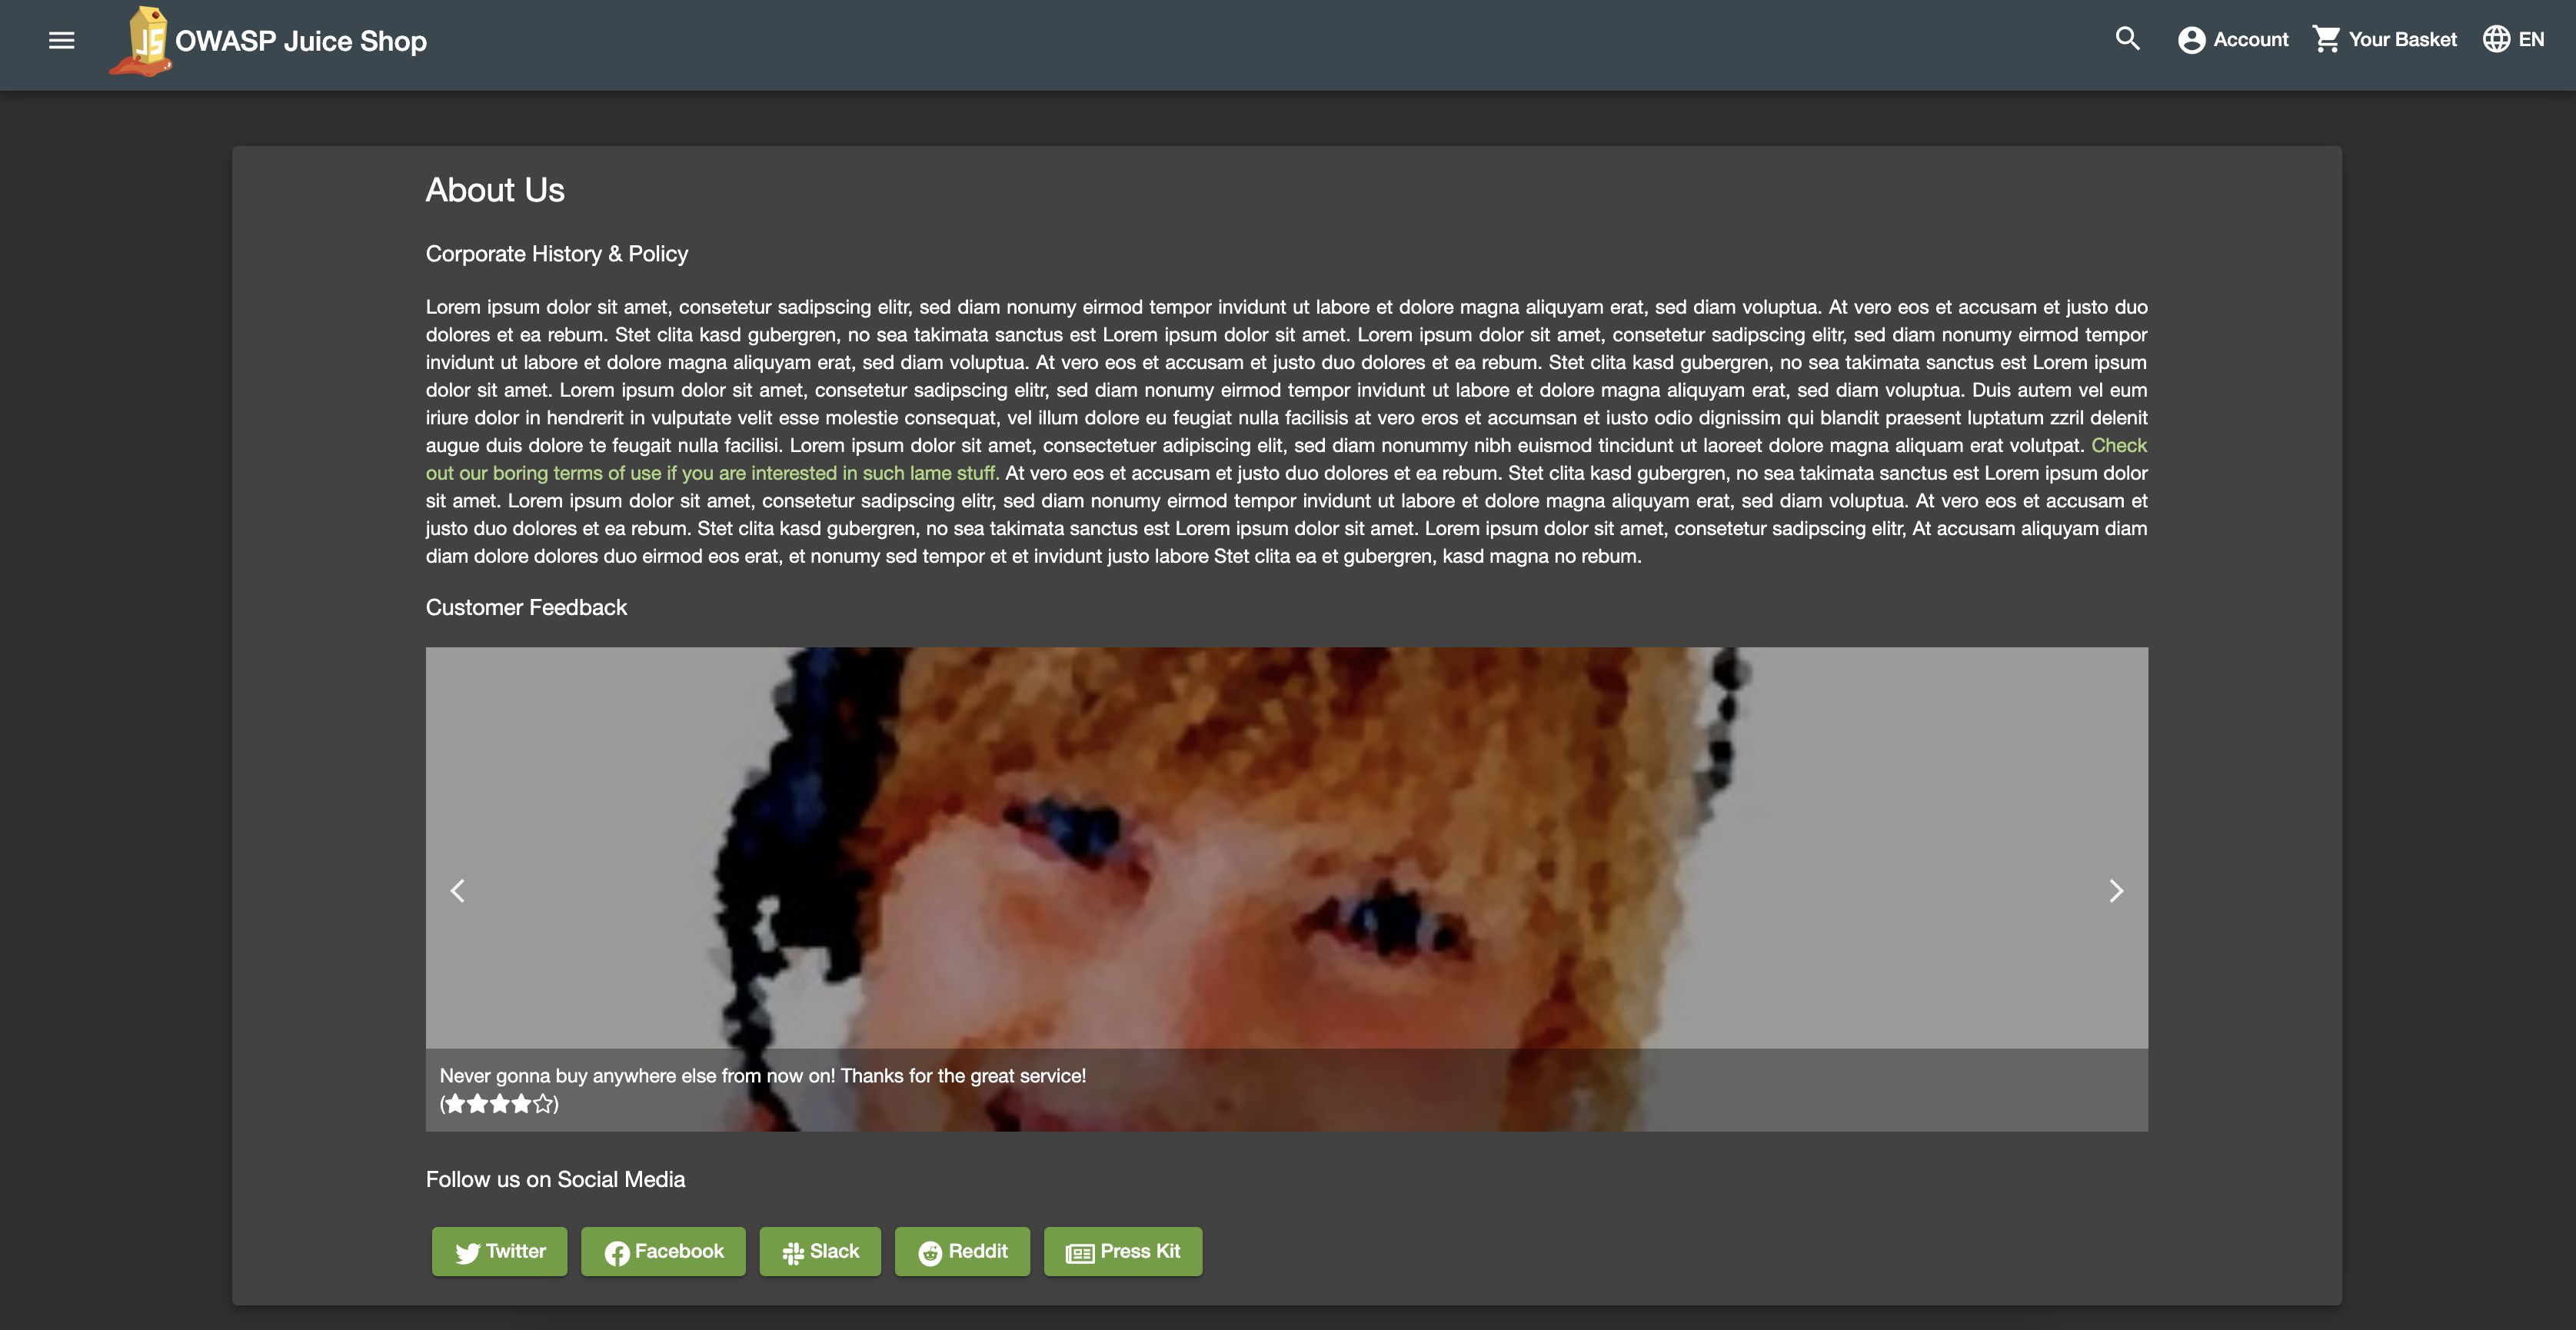 OWASP Juice Shop
Account
Your Basket
EN
About Us
Corporate History & Policy
Lorem ipsum dolor sit amet, consetetur sadipscing elitr, sed diam nonumy eirmod tempor invidunt ut labore et dolore magna aliquyam erat, sed diam voluptua. At vero eos et accusam et justo duo
dolores et ea rebum. Stet clita kasd gubergren, no sea takimata sanctus est Lorem ipsum dolor sit amet. Lorem ipsum dolor sit amet, consetetur sadipscing elitr, sed diam nonumy eirmod tempor
invidunt ut labore et dolore magna aliquyam erat, sed diam voluptua. At vero eos et accusam et justo duo dolores et ea rebum. Stet clita kasd gubergren, no sea takimata sanctus est Lorem ipsum
dolor sit amet. Lorem ipsum dolor sit amet, consetetur sadipscing elitr, sed diam nonumy eirmod tempor invidunt ut labore et dolore magna aliquyam erat, sed diam voluptua. Duis autem vel eum
iriure dolor in hendrerit in vulputate velit esse molestie consequat, vel illum dolore eu feugiat nulla facilisis at vero eros et accumsan et iusto odio dignissim qui blandit praesent luptatum zzril delenit
augue duis dolore te feugait nulla facilisi. Lorem ipsum dolor sit amet, consectetuer adipiscing elit, sed diam nonummy nibh euismod tincidunt ut laoreet dolore magna aliquam erat volutpat. Check
out our boring terms of use if you are interested in such lame stuff. At vero eos et accusam et justo duo dolores et ea rebum. Stet clita kasd gubergren, no sea takimata sanctus est Lorem ipsum dolor
sit amet. Lorem ipsum dolor sit amet, consetetur sadipscing elitr, sed diam nonumy eirmod tempor invidunt ut labore et dolore magna aliquyam erat, sed diam voluptua. At vero eos et accusam et
justo duo dolores et ea rebum. Stet clita kasd gubergren, no sea takimata sanctus est Lorem ipsum dolor sit amet. Lorem ipsum dolor sit amet, consetetur sadipscing elitr, At accusam aliquyam diam
diam dolore dolores duo eirmod eos erat, et nonumy sed tempor et et invidunt justo labore Stet clita ea et gubergren, kasd magna no rebum.
Customer Feedback
Never gonna buy anywhere else from now on! Thanks for the great service!
(★★★★☆)
Follow us on Social Media
Twitter
Facebook
Slack
Reddit
Press Kit